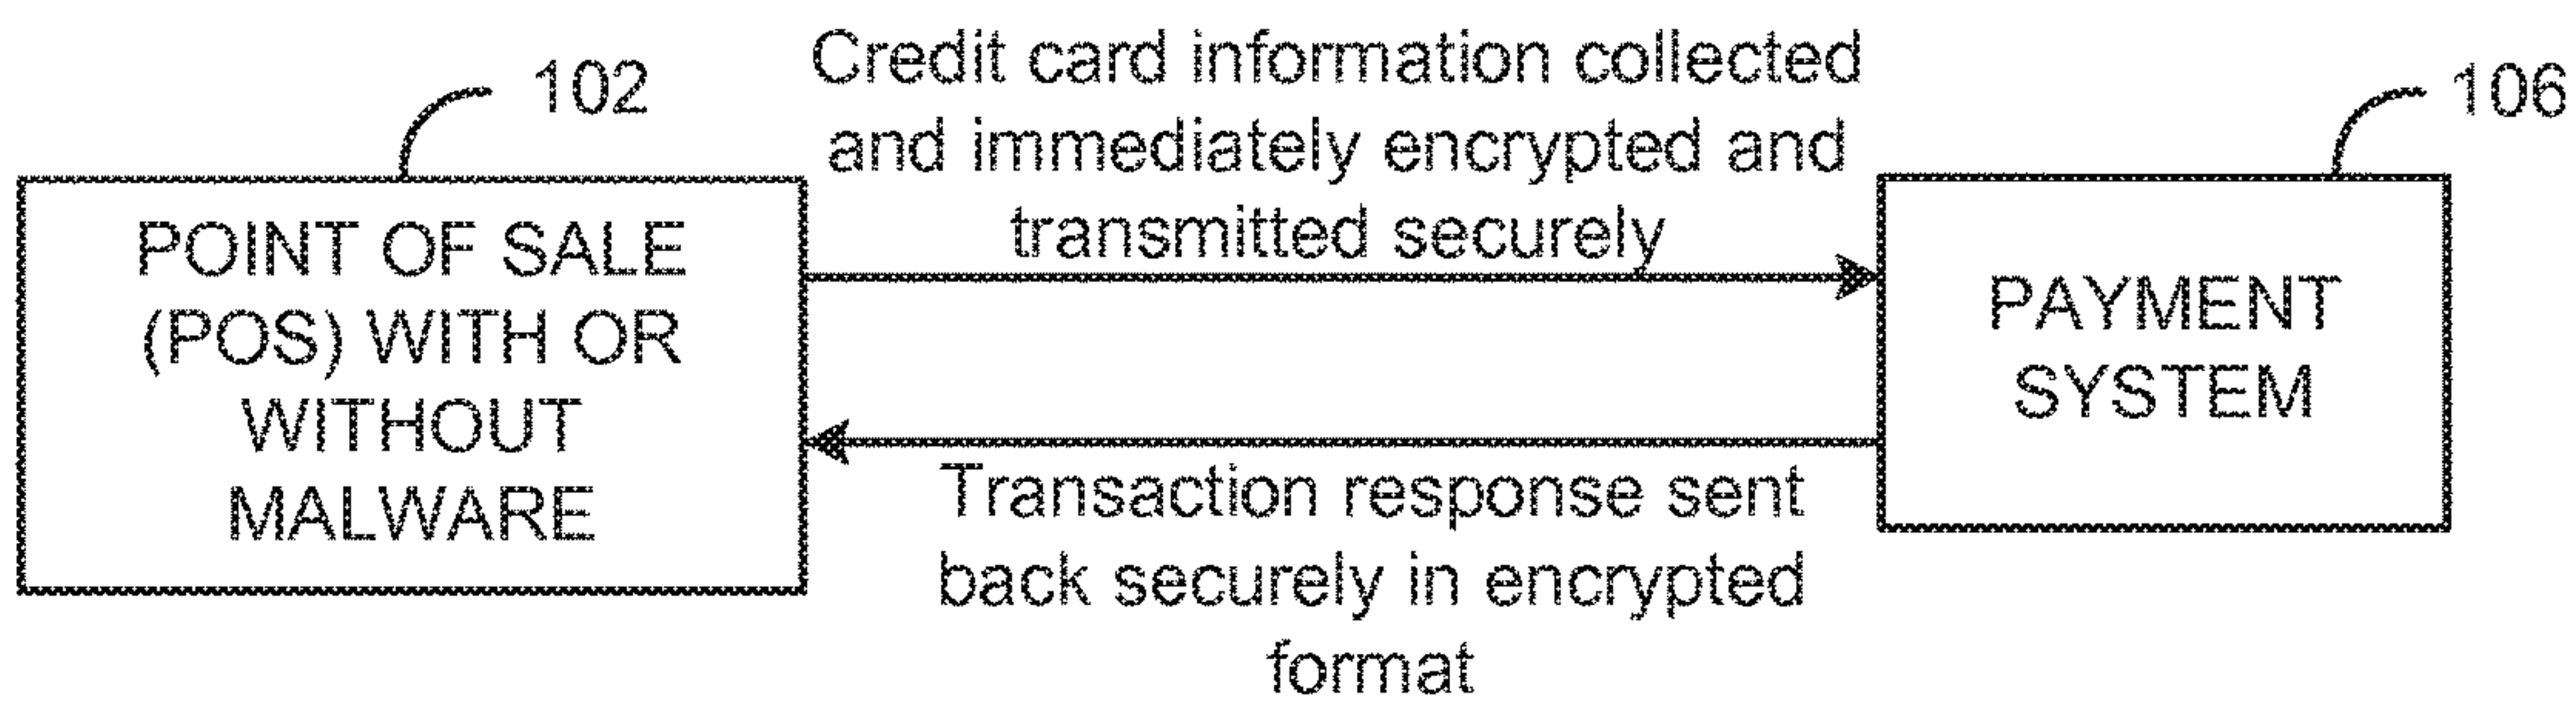 102
Credit card information collected
and immediately encrypted and
transmitted securely
106
POINT OF SALE
(POS) WITH OR
WITHOUT
MALWARE
PAYMENT
SYSTEM
Transaction response sent
back securely in encrypted
format